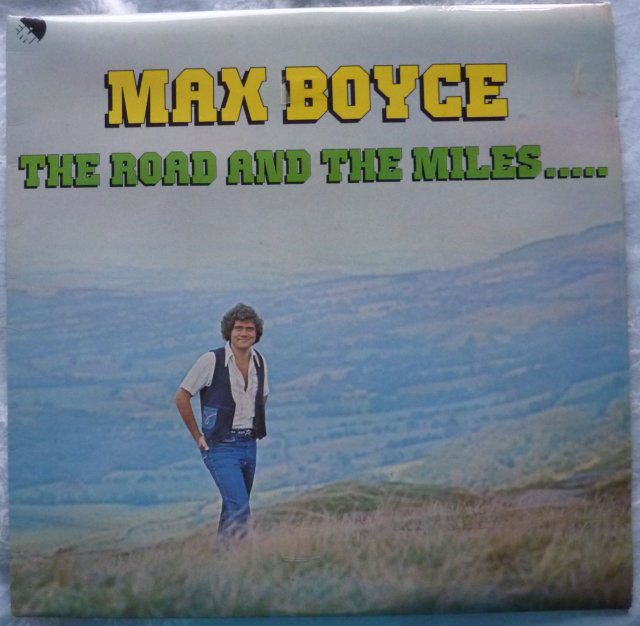 MAX BOYCE
THE ROAD AND THE MILES.....